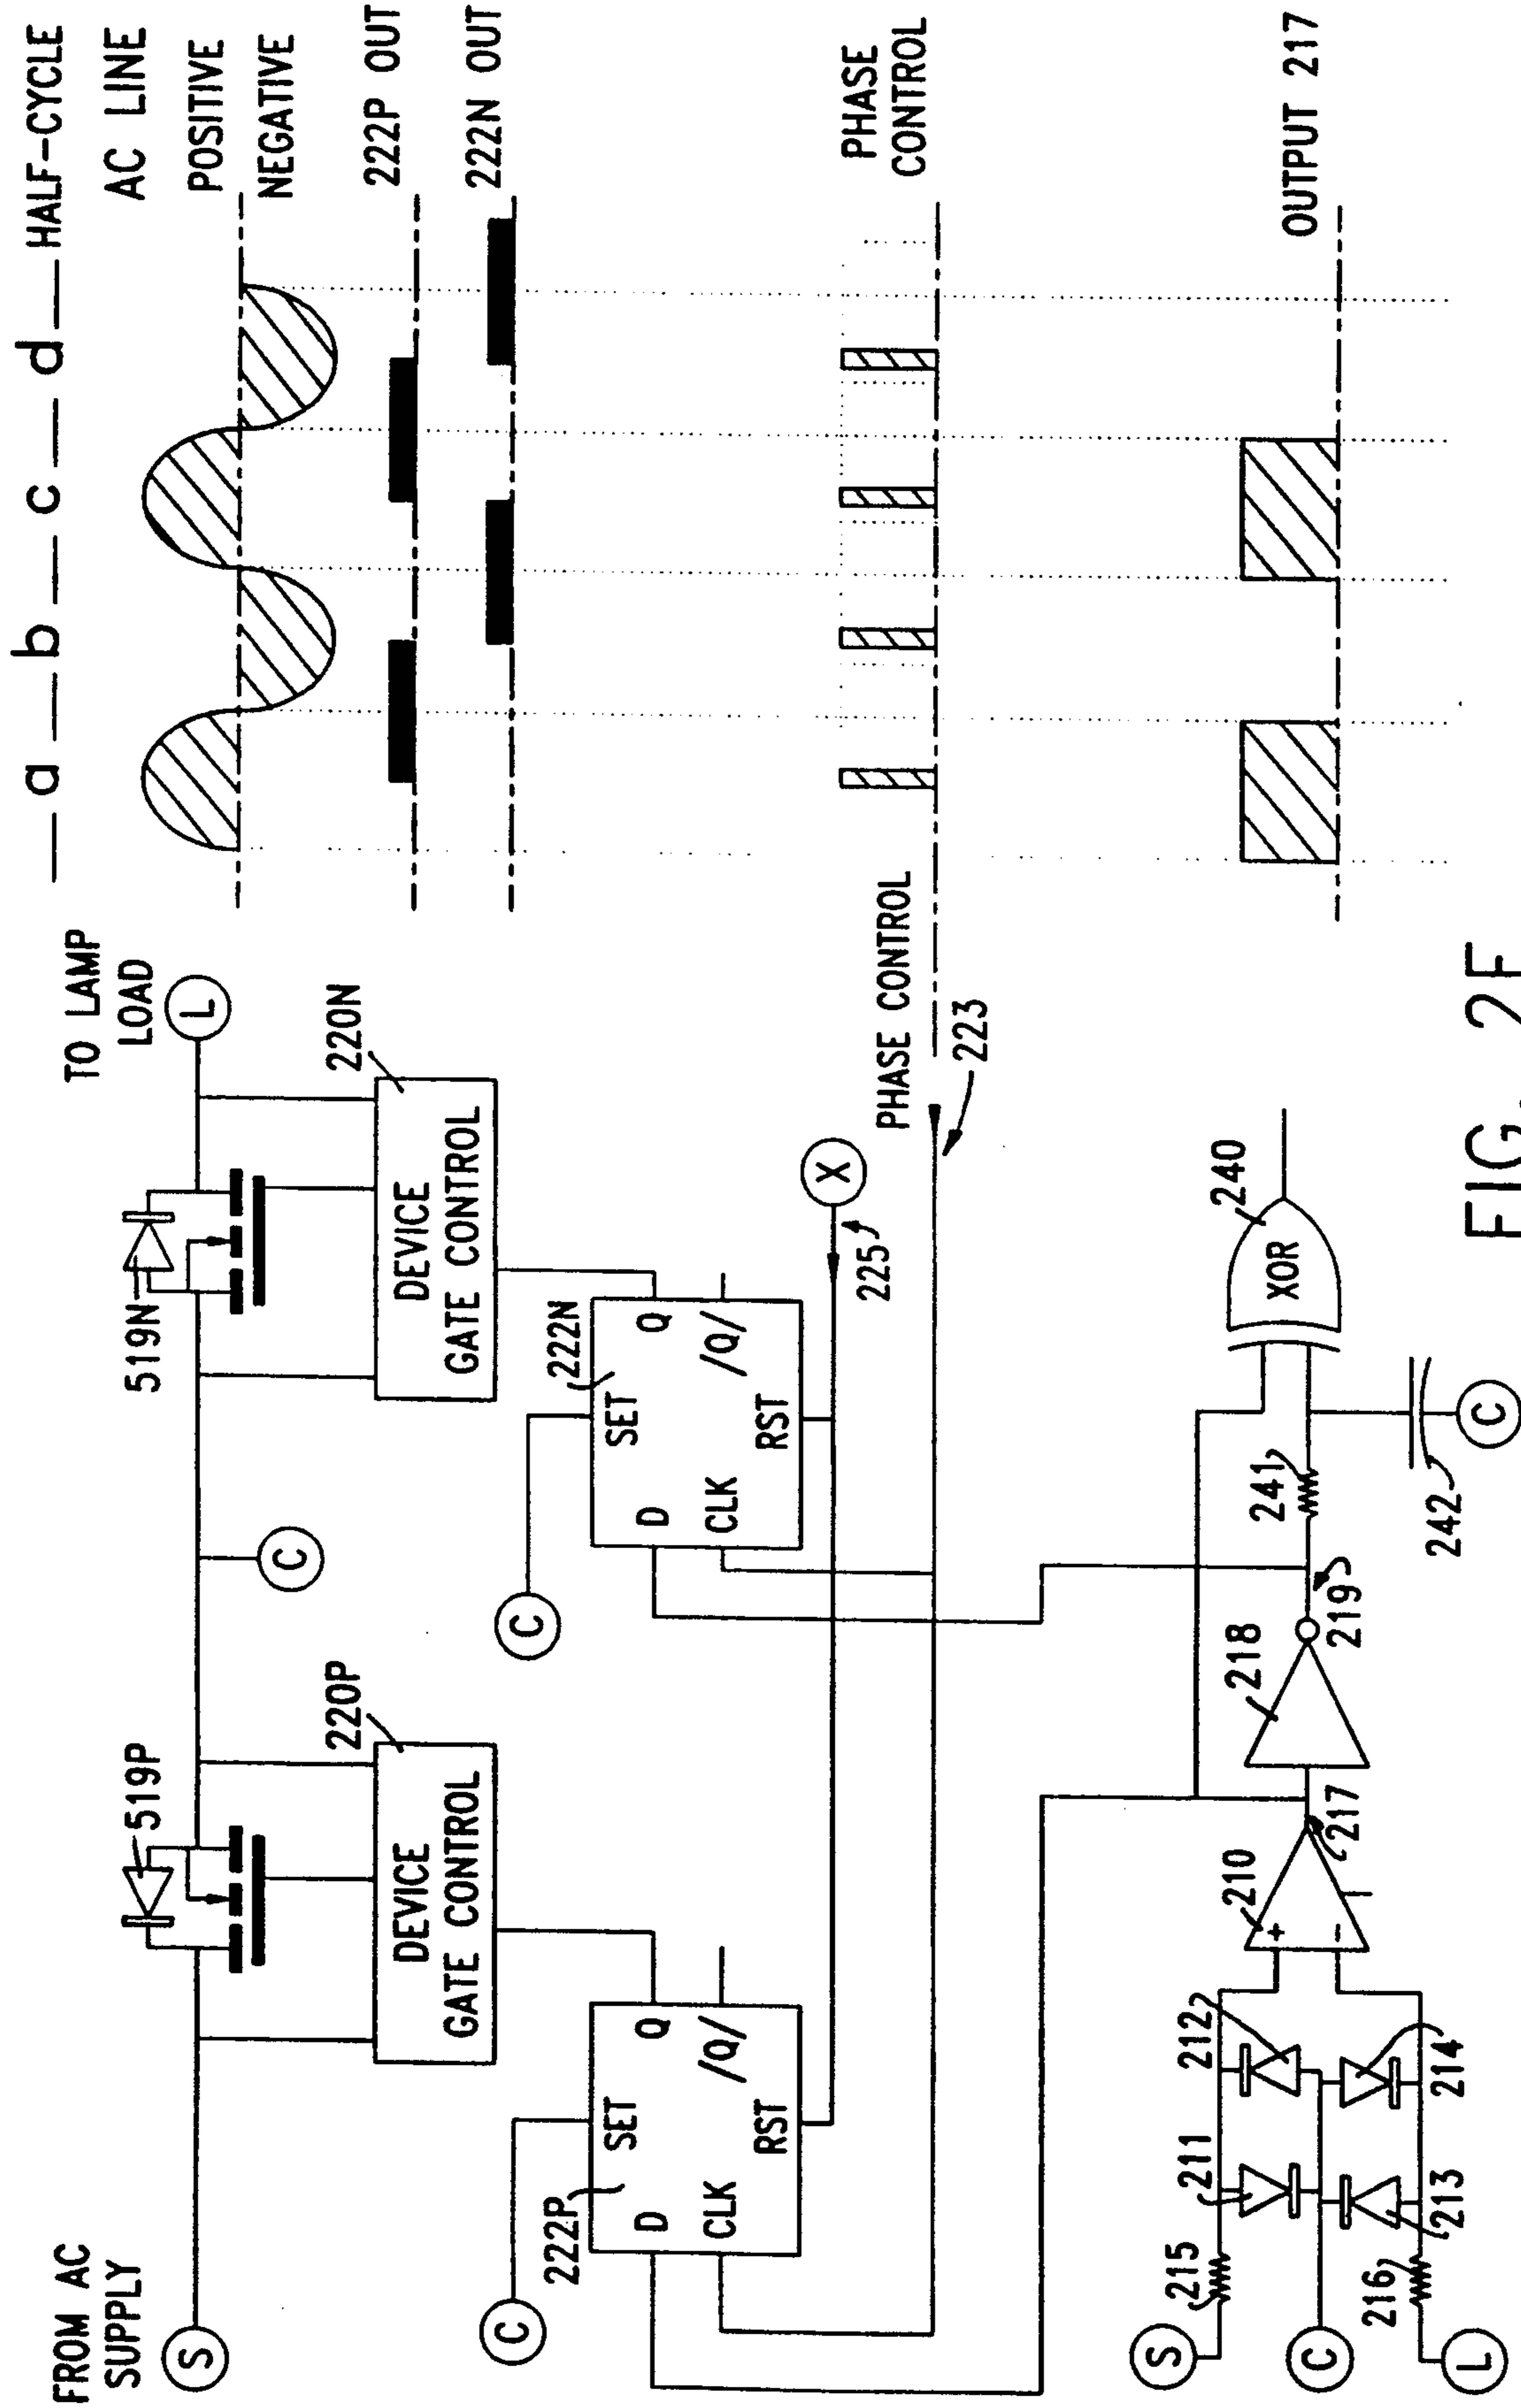 FROM AC
SUPPLY
S
519P
C
519N
TO LAMP
LOAD
L
220P
DEVICE
GATE CONTROL
220N
DEVICE
GATE CONTROL
C
222P
SET
D
Q
CLK
/Q/
RST
C
222N
SET
D
Q
CLK
/Q/
RST
X
225
PHASE CONTROL
223
S
215
211
212
C
216
213
214
L
210
+
-
217
218
219
241
242
C
XOR
240
FIG. 2F
a b c d HALF-CYCLE
AC LINE
POSITIVE
NEGATIVE
222P OUT
222N OUT
PHASE
CONTROL
OUTPUT 217